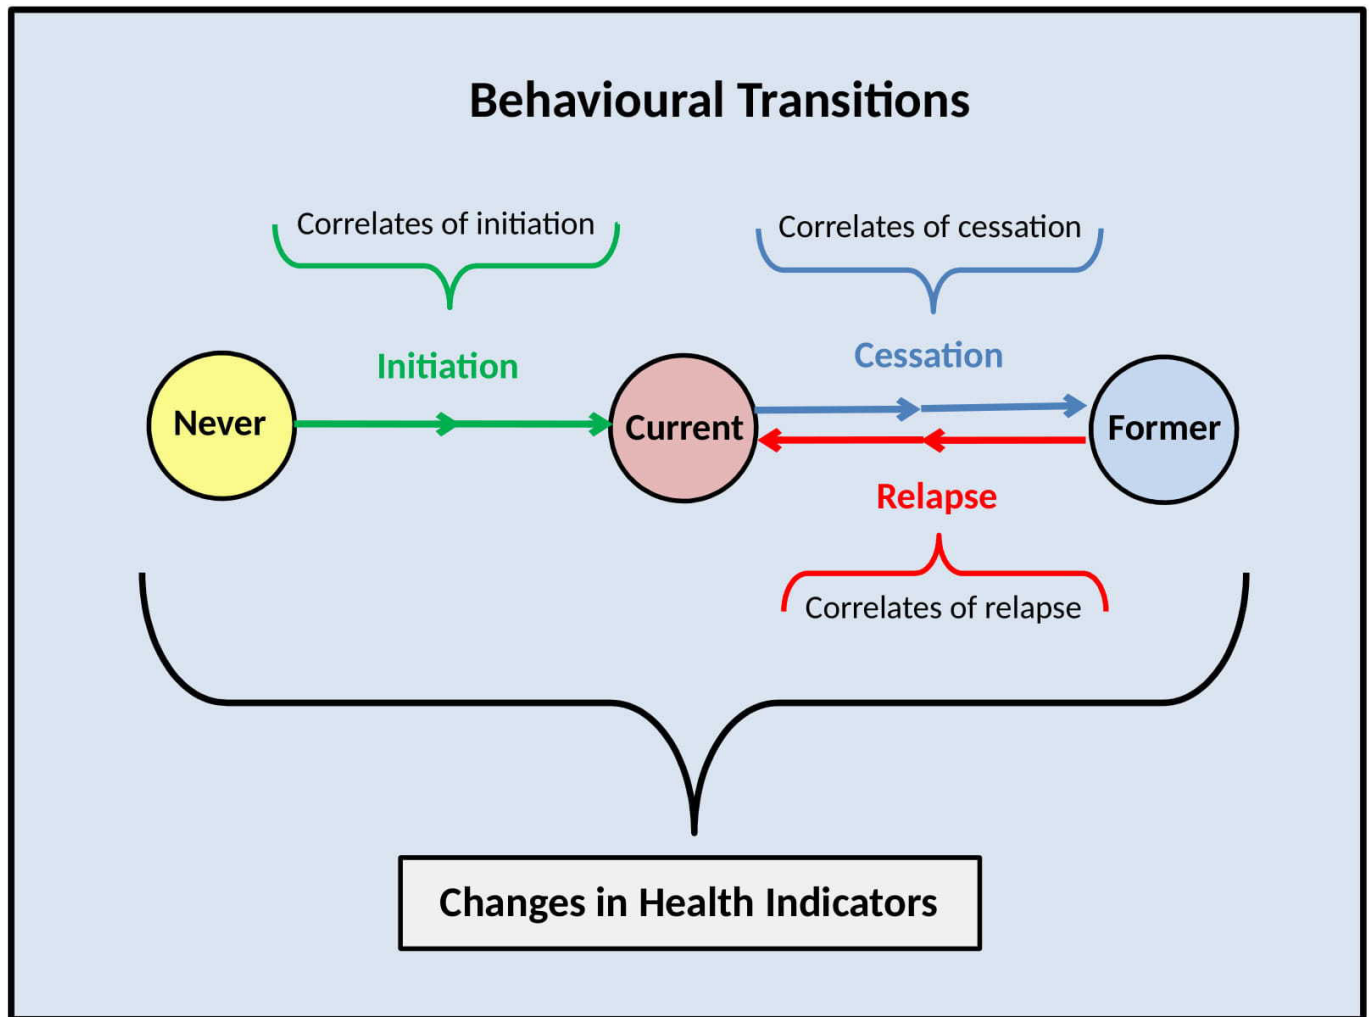 Behavioural Transitions
Correlates of initiation
Correlates of cessation
Initiation
Cessation
Never
Current
Former
Relapse
Correlates of relapse
Changes in Health Indicators